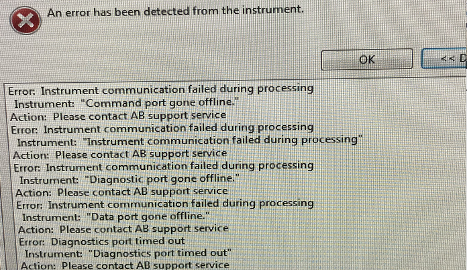 An error has been detected from the instrument.
OK
<< D
Error: Instrument communication failed during processing
Instrument: "Command port gone offline."
Action: Please contact AB support service
Error: Instrument communication failed during processing
Instrument: "Instrument communication failed during processing"
Action: Please contact AB support service
Error: Instrument communication failed during processing
Instrument: "Diagnostic port gone offline."
Action: Please contact AB support service
Error: Instrument communication failed during processing
Instrument: "Data port gone offline."
Action: Please contact AB support service
Error: Diagnostics port timed out
Instrument: "Diagnostics port timed out"
Action: Please contact AB support service